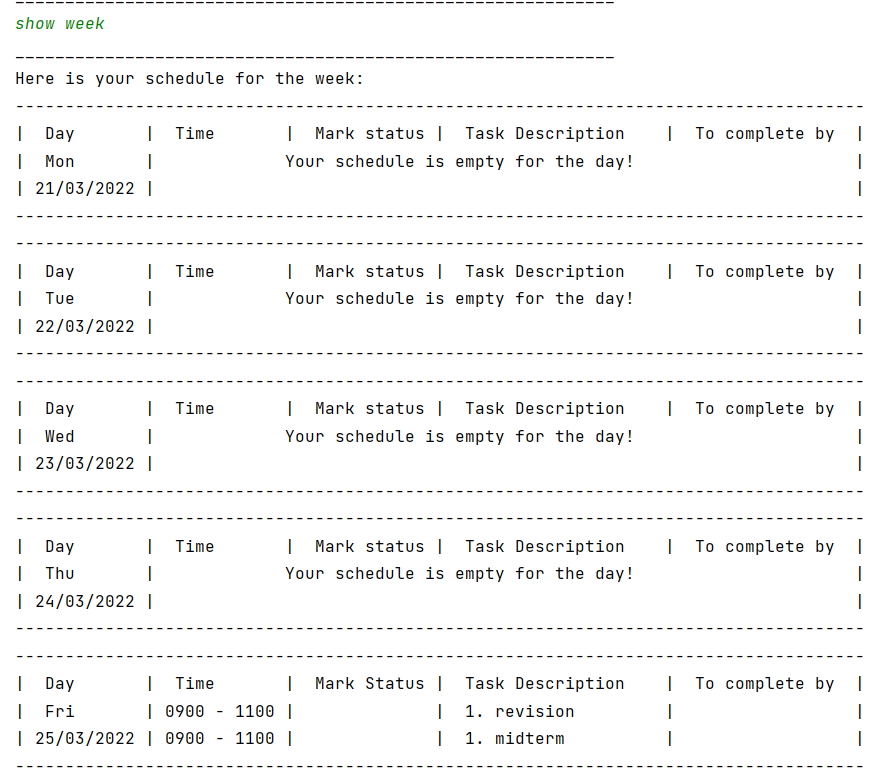 ____________________________________________________________
show week
____________________________________________________________
Here is your schedule for the week:
-------------------------------------------------------------------------------------
|  Day       |  Time       |  Mark status |  Task Description    |  To complete by  |
|  Mon       |             Your schedule is empty for the day!                      |
| 21/03/2022 |                                                                      |
-------------------------------------------------------------------------------------
-------------------------------------------------------------------------------------
|  Day       |  Time       |  Mark status |  Task Description    |  To complete by  |
|  Tue       |             Your schedule is empty for the day!                      |
| 22/03/2022 |                                                                      |
-------------------------------------------------------------------------------------
-------------------------------------------------------------------------------------
|  Day       |  Time       |  Mark status |  Task Description    |  To complete by  |
|  Wed       |             Your schedule is empty for the day!                      |
| 23/03/2022 |                                                                      |
-------------------------------------------------------------------------------------
-------------------------------------------------------------------------------------
|  Day       |  Time       |  Mark status |  Task Description    |  To complete by  |
|  Thu       |             Your schedule is empty for the day!                      |
| 24/03/2022 |                                                                      |
-------------------------------------------------------------------------------------
-------------------------------------------------------------------------------------
|  Day       |  Time       |  Mark Status |  Task Description    |  To complete by  |
|  Fri       | 0900 - 1100 |              |  1. revision         |                  |
| 25/03/2022 | 0900 - 1100 |              |  1. midterm          |                  |
-------------------------------------------------------------------------------------